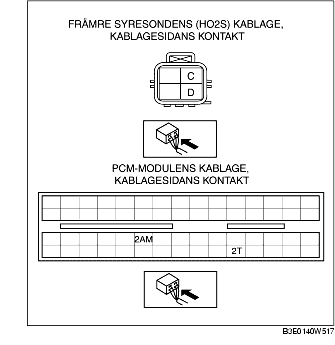 FRÄMRE SYRESONDENS (HO2S) KABLAGE,
KABLAGESIDANS KONTAKT
C
D
PCM-MODULENS KABLAGE,
KABLAGESIDANS KONTAKT
2AM
2T
B3E0140W517